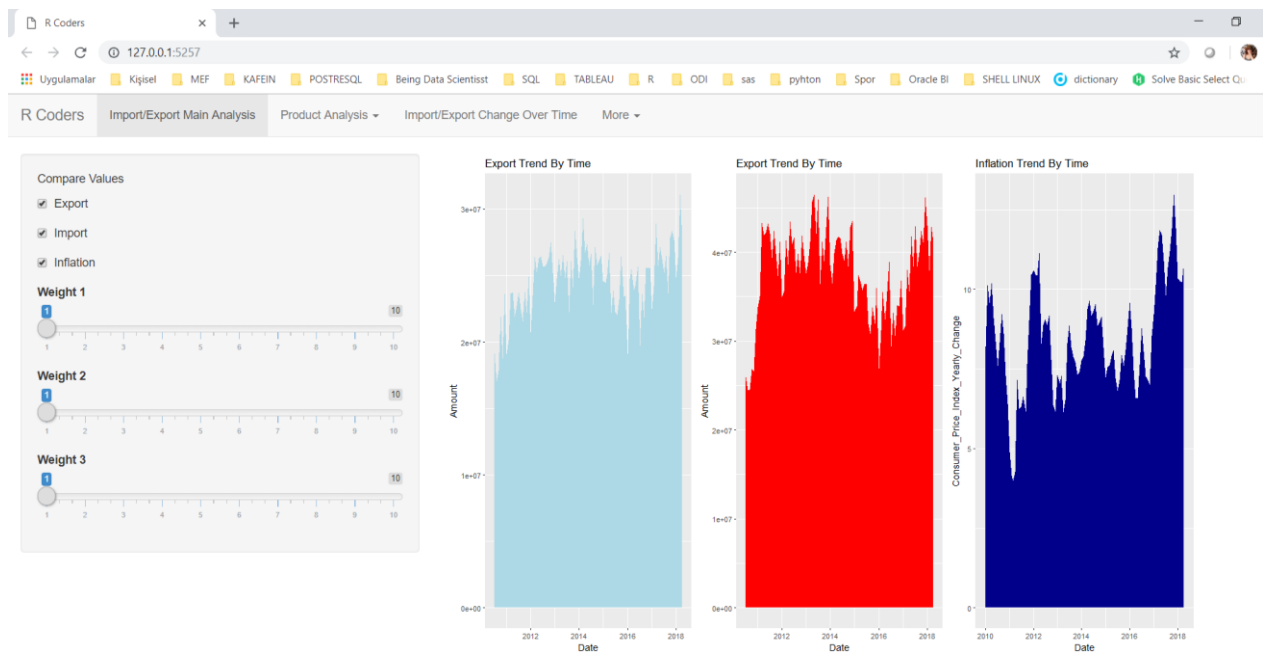 R Coders
127.0.0.1:5257
Uygulamalar Kişisel MEF KAFEIN POSTRESQL Being Data Scientisst SQL TABLEAU R ODI sas pyhton Spor Oracle BI SHELL LINUX dictionary Solve Basic Select Qu
R Coders Import/Export Main Analysis Product Analysis Import/Export Change Over Time More
Compare Values
Export
Import
Inflation
Weight 1
1 10
1 2 3 4 5 6 7 8 9 10
Weight 2
1 10
1 2 3 4 5 6 7 8 9 10
Weight 3
1 10
1 2 3 4 5 6 7 8 9 10
Export Trend By Time
Amount
3e+07
2e+07
1e+07
0e+00
2012 2014 2016 2018
Date
Export Trend By Time
Amount
4e+07
3e+07
2e+07
1e+07
0e+00
2012 2014 2016 2018
Date
Inflation Trend By Time
Consumer_Price_Index_Yearly_Change
10
5
0
2010 2012 2014 2016 2018
Date